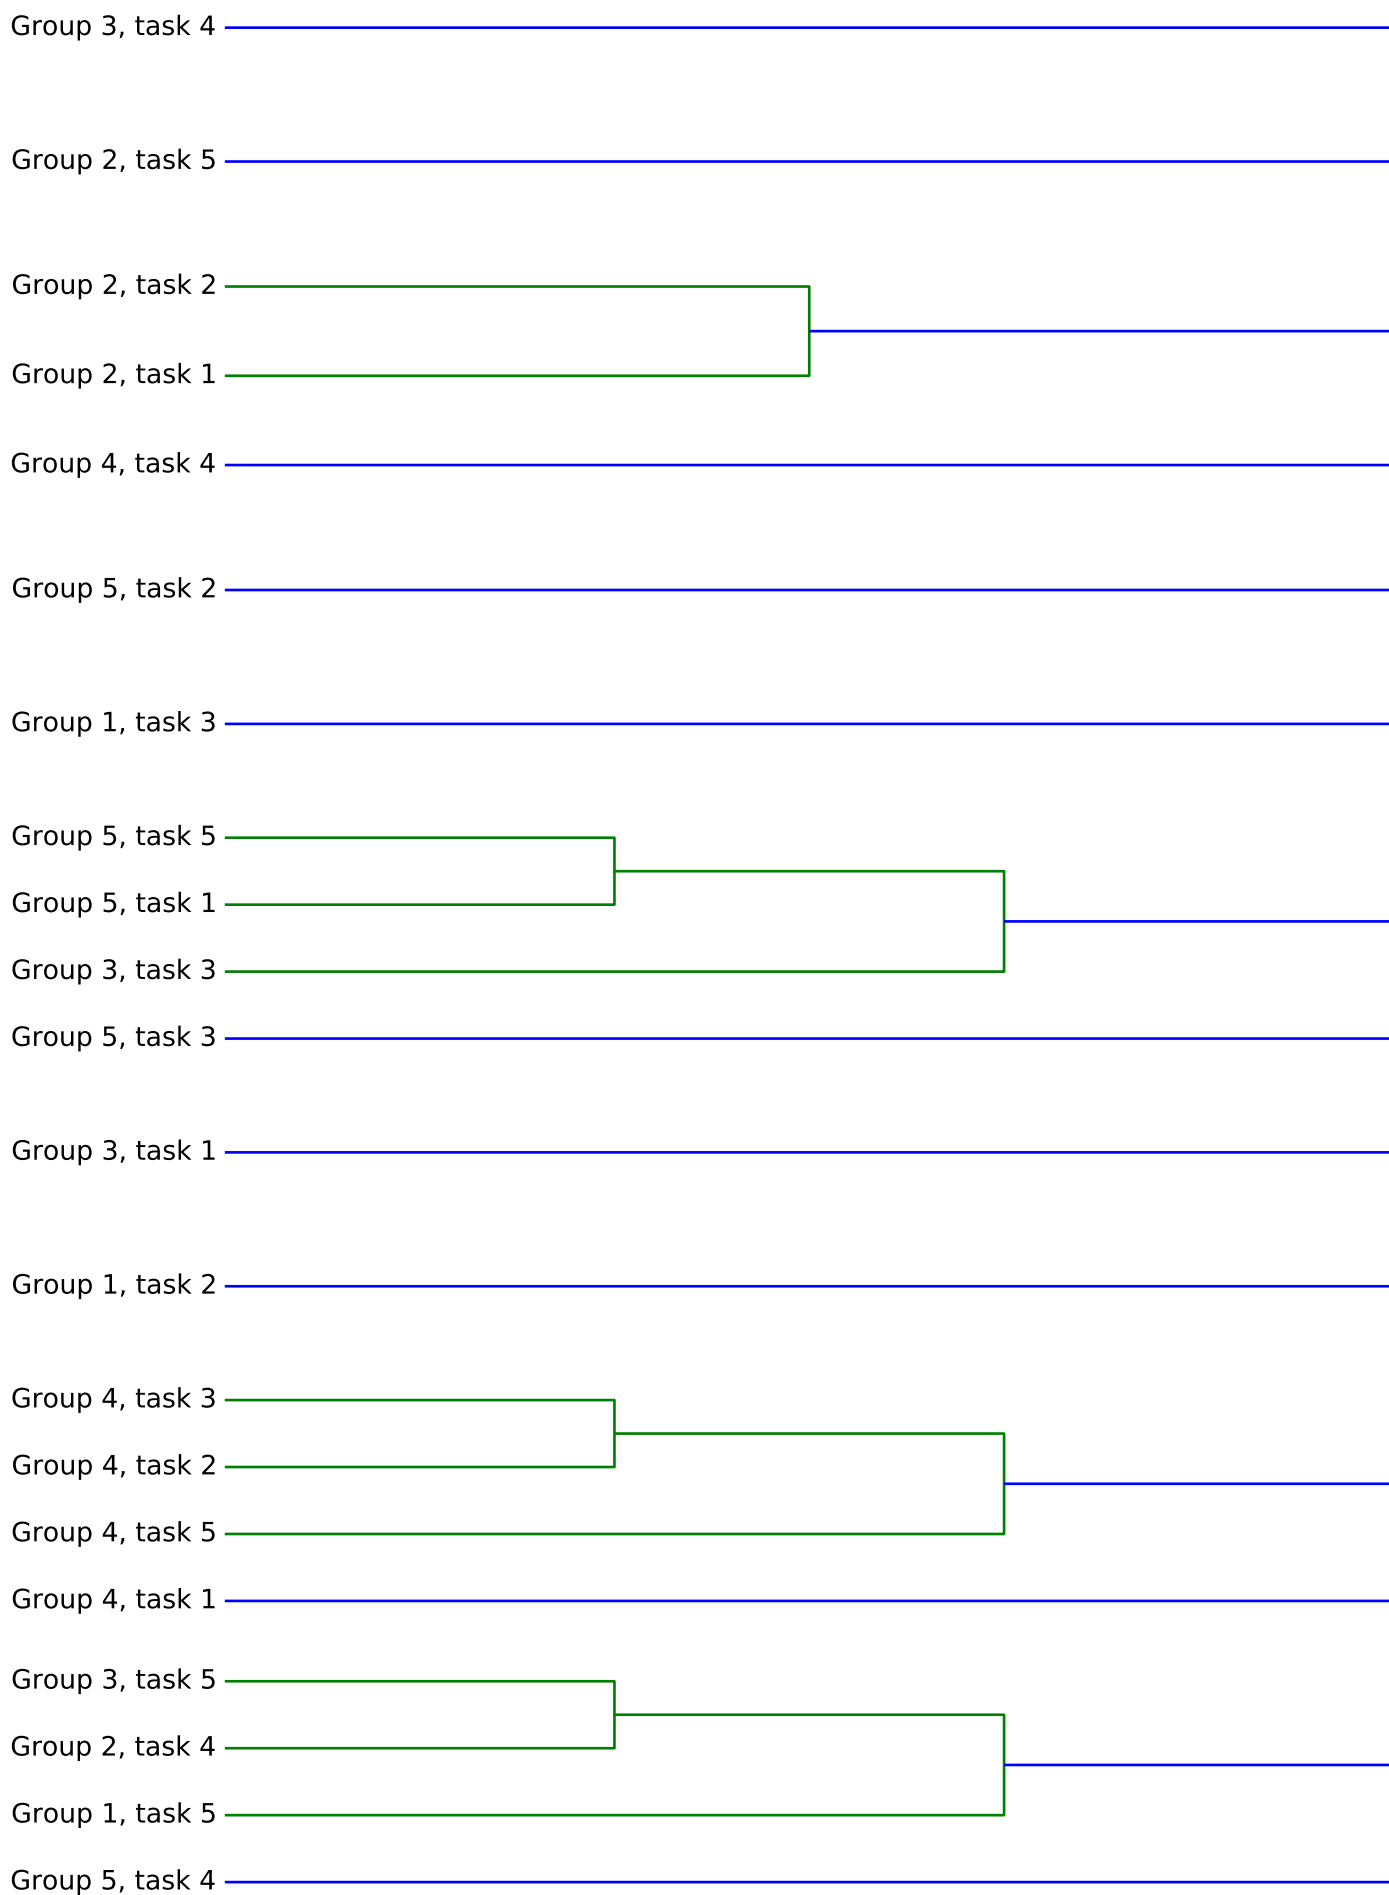 Group 3, task 4
Group 2, task 5
Group 2, task 2
Group 2, task 1
Group 4, task 4
Group 5, task 2
Group 1, task 3
Group 5, task 5
Group 5, task 1
Group 3, task 3
Group 5, task 3
Group 3, task 1
Group 1, task 2
Group 4, task 3
Group 4, task 2
Group 4, task 5
Group 4, task 1
Group 3, task 5
Group 2, task 4
Group 1, task 5
Group 5, task 4